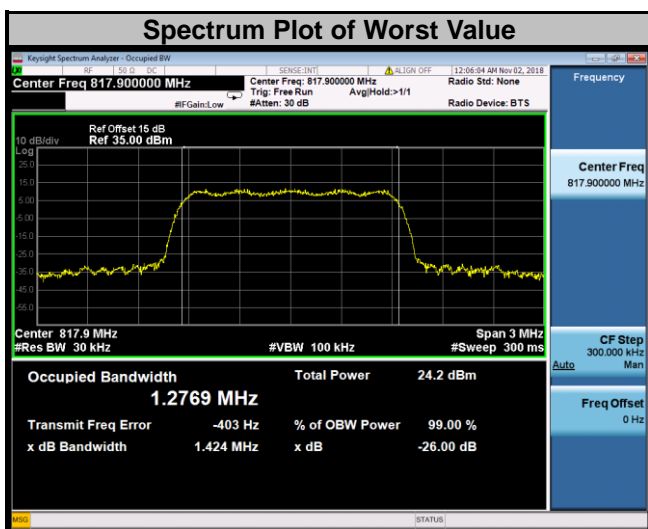 Spectrum Plot of Worst Value
Keysight Spectrum Analyzer - Occupied BW
RF 50 Ω DC SENSE:INT ALIGN OFF 12:06:04 AM Nov 02, 2018
Center Freq 817.900000 MHz Center Freq: 817.900000 MHz Radio Std: None
Trig: Free Run Avg|Hold:>1/1
#IFGain:Low #Atten: 30 dB Radio Device: BTS
Frequency
Ref Offset 15 dB
10 dB/div Ref 35.00 dBm
Log
25.0
15.0
5.00
-5.00
-15.0
-25.0
-35.0
-45.0
-55.0
Center 817.9 MHz Span 3 MHz
#Res BW 30 kHz #VBW 100 kHz #Sweep 300 ms
Occupied Bandwidth Total Power 24.2 dBm
1.2769 MHz
Transmit Freq Error -403 Hz % of OBW Power 99.00 %
x dB Bandwidth 1.424 MHz x dB -26.00 dB
Center Freq
817.900000 MHz
CF Step
300.000 kHz
Auto Man
Freq Offset
0 Hz
MSG STATUS